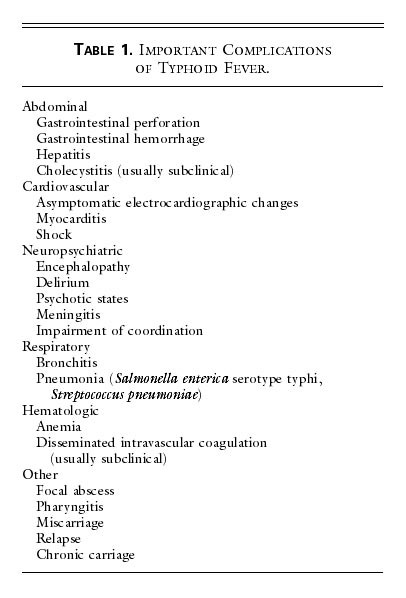 TABLE 1. IMPORTANT COMPLICATIONS
OF TYPHOID FEVER.
Abdominal
Gastrointestinal perforation
Gastrointestinal hemorrhage
Hepatitis
Cholecystitis (usually subclinical)
Cardiovascular
Asymptomatic electrocardiographic changes
Myocarditis
Shock
Neuropsychiatric
Encephalopathy
Delirium
Psychotic states
Meningitis
Impairment of coordination
Respiratory
Bronchitis
Pneumonia (Salmonella enterica serotype typhi,
Streptococcus pneumoniae)
Hematologic
Anemia
Disseminated intravascular coagulation
(usually subclinical)
Other
Focal abscess
Pharyngitis
Miscarriage
Relapse
Chronic carriage